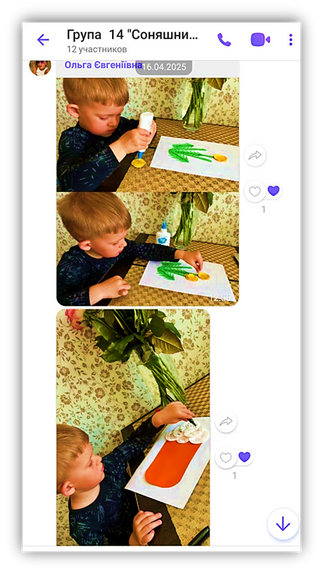 Група 14 "Соняшни...
12 участников
Ольга Євгеніївна
16.04.2025
1
1